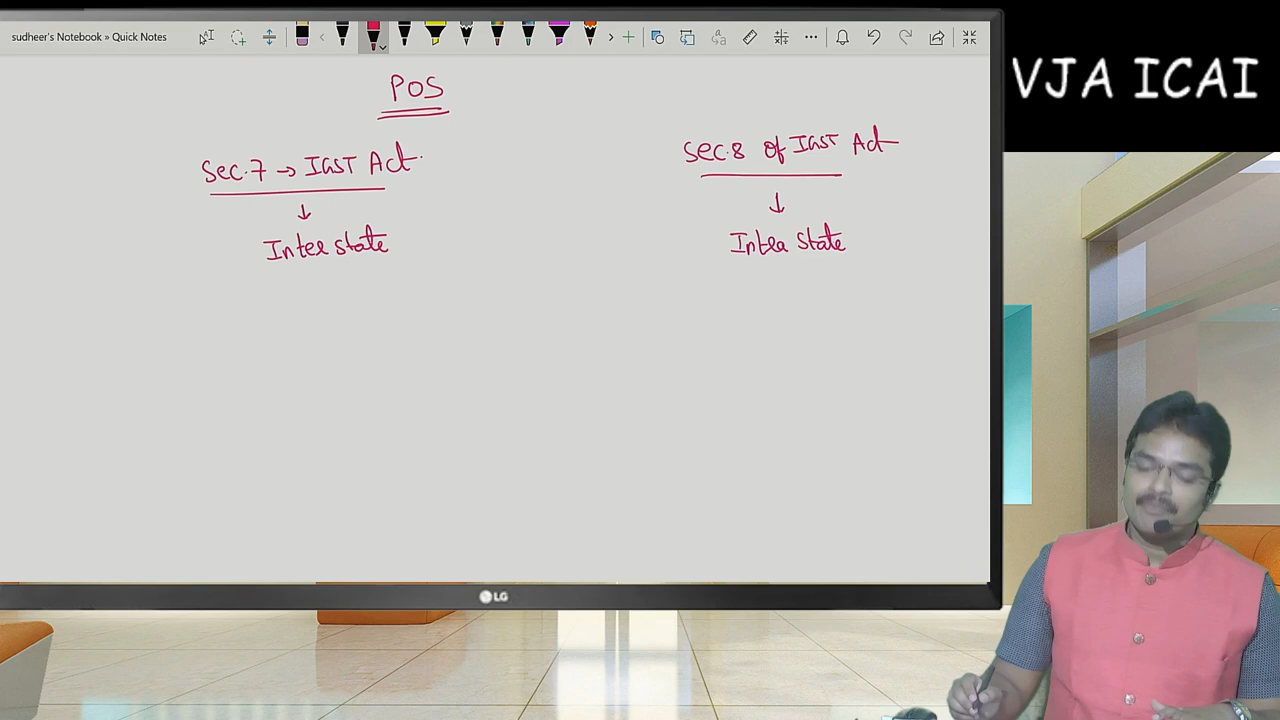 sudheer's Notebook » Quick Notes
VJA ICAI
POS
Sec.7 → IGST Act.
Sec.8 of IGST Act
↓
↓
Inter state
Intra State
LG